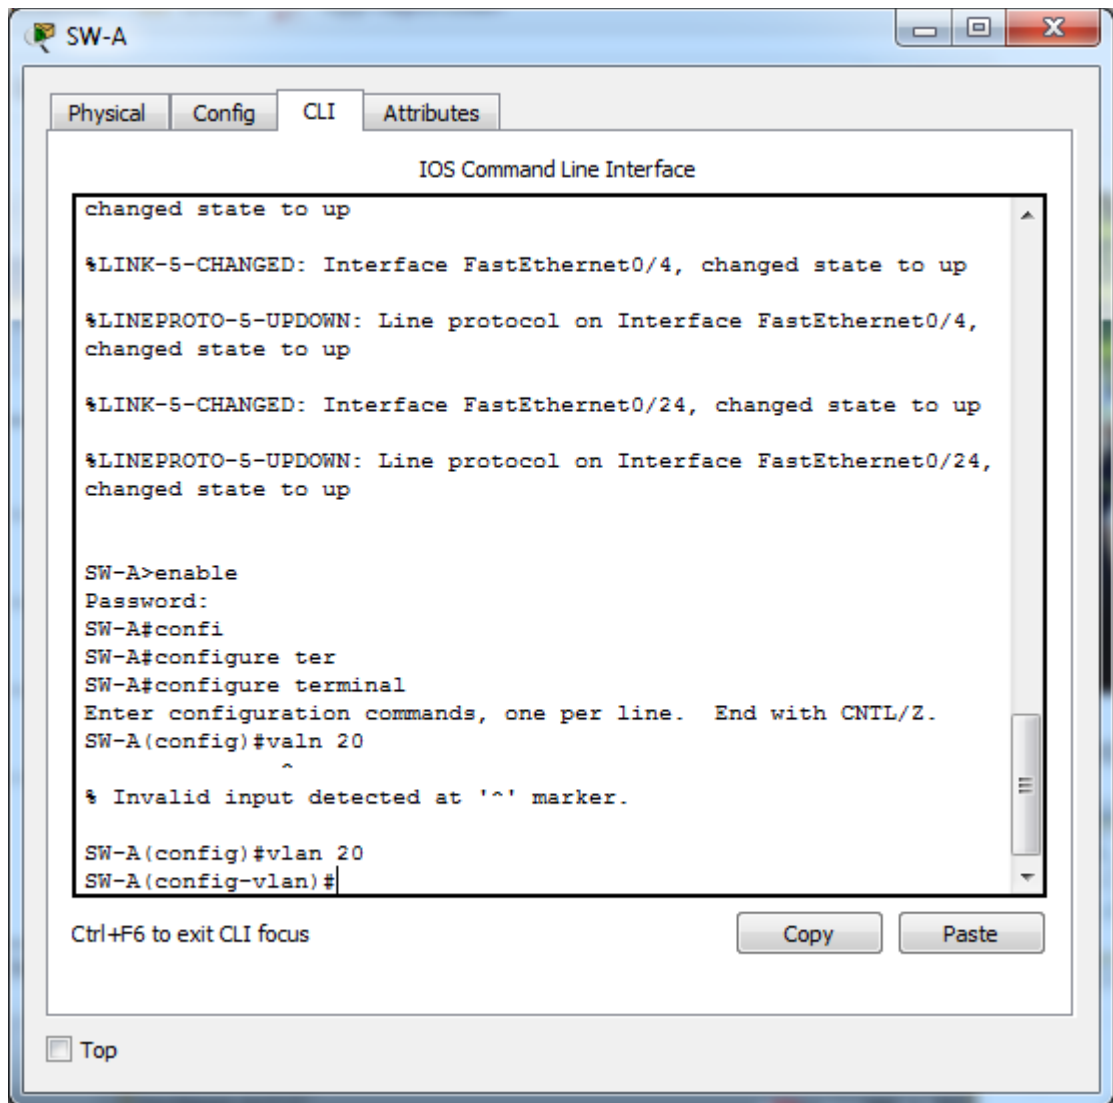 SW-A
Physical Config CLI Attributes
IOS Command Line Interface
changed state to up
%LINK-5-CHANGED: Interface FastEthernet0/4, changed state to up
%LINEPROTO-5-UPDOWN: Line protocol on Interface FastEthernet0/4,
changed state to up
%LINK-5-CHANGED: Interface FastEthernet0/24, changed state to up
%LINEPROTO-5-UPDOWN: Line protocol on Interface FastEthernet0/24,
changed state to up
SW-A>enable
Password:
SW-A#confi
SW-A#configure ter
SW-A#configure terminal
Enter configuration commands, one per line.  End with CNTL/Z.
SW-A(config)#valn 20
^
% Invalid input detected at '^' marker.
SW-A(config)#vlan 20
SW-A(config-vlan)#
Ctrl+F6 to exit CLI focus Copy Paste
Top